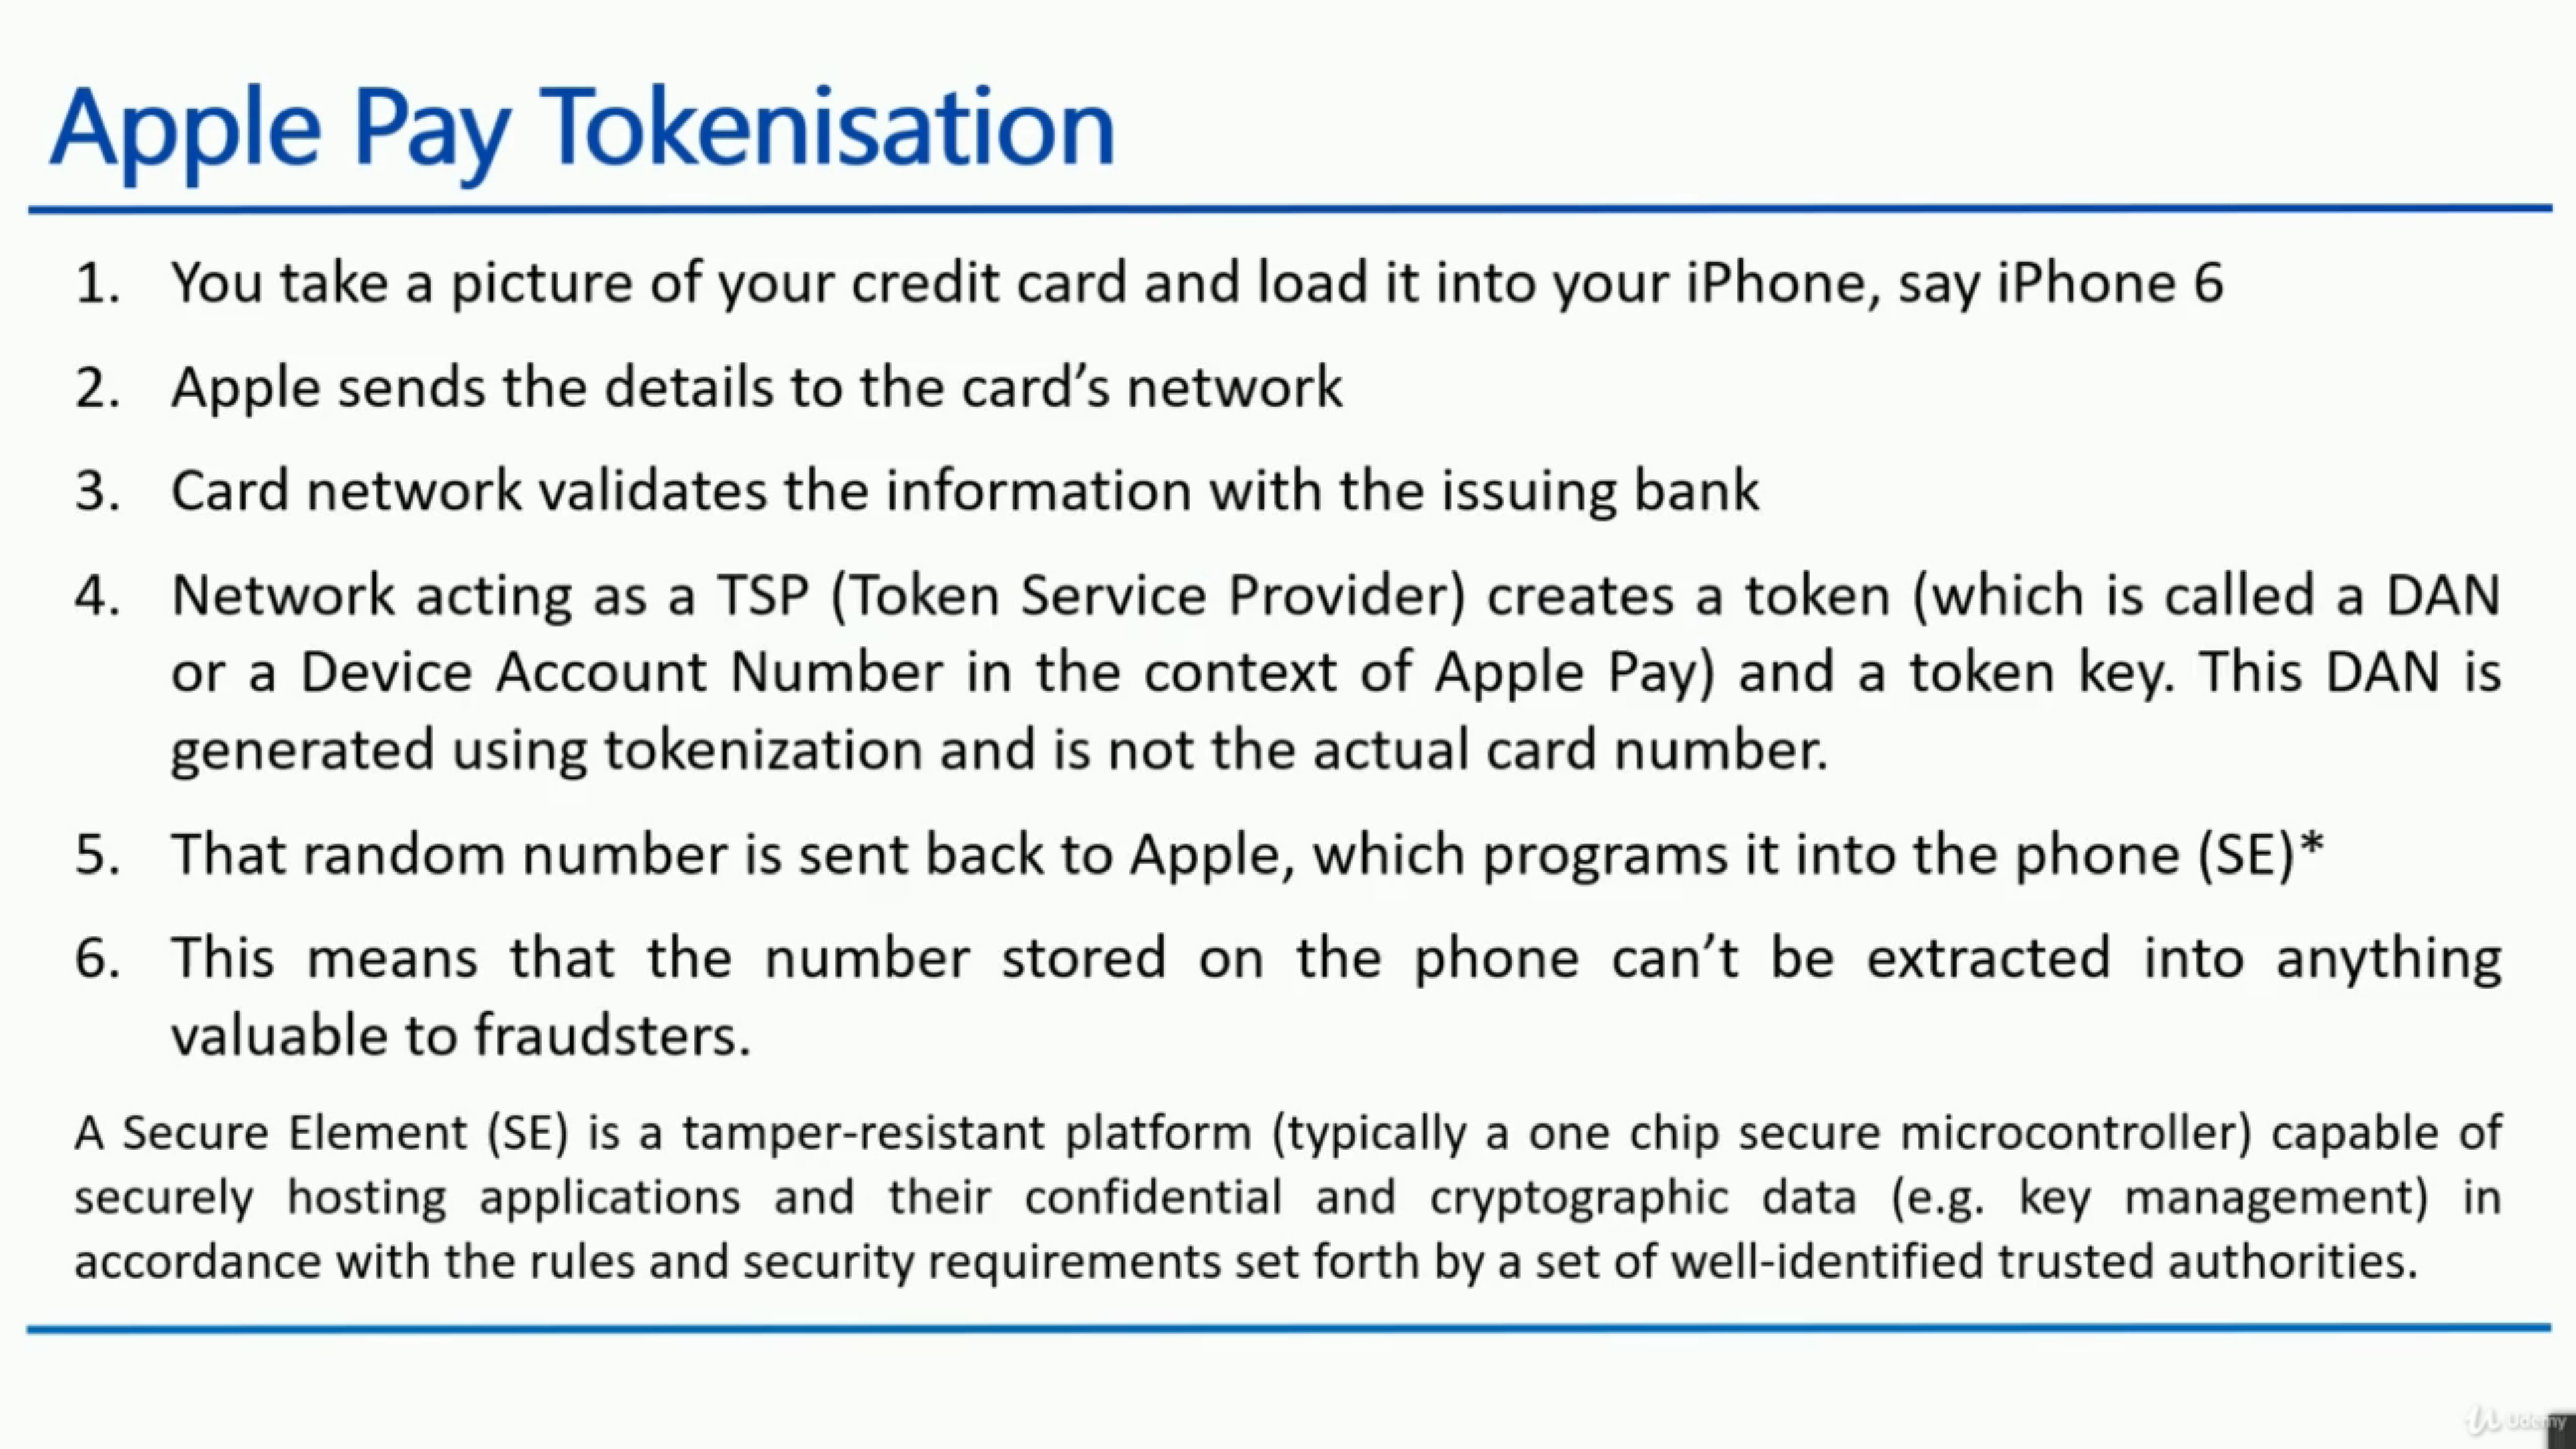 Apple Pay Tokenisation
1. You take a picture of your credit card and load it into your iPhone, say iPhone 6
2. Apple sends the details to the card’s network
3. Card network validates the information with the issuing bank
4. Network acting as a TSP (Token Service Provider) creates a token (which is called a DAN
or a Device Account Number in the context of Apple Pay) and a token key. This DAN is
generated using tokenization and is not the actual card number.
5. That random number is sent back to Apple, which programs it into the phone (SE)*
6. This means that the number stored on the phone can’t be extracted into anything
valuable to fraudsters.
A Secure Element (SE) is a tamper-resistant platform (typically a one chip secure microcontroller) capable of
securely hosting applications and their confidential and cryptographic data (e.g. key management) in
accordance with the rules and security requirements set forth by a set of well-identified trusted authorities.
Udemy